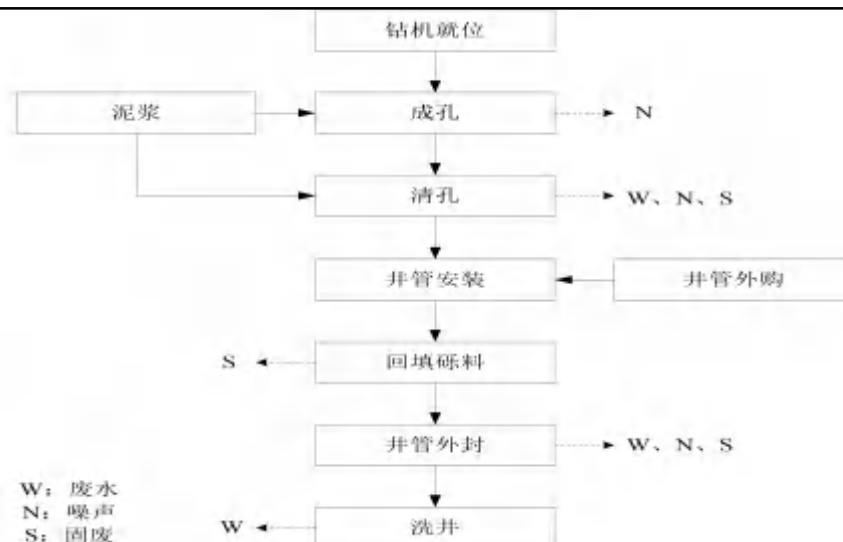 钻机就位
泥浆
成孔
N
清孔
W、N、S
井管安装
井管外购
S
回填砾料
井管外封
W、N、S
W：废水
N：噪声
S：固废
W
洗井